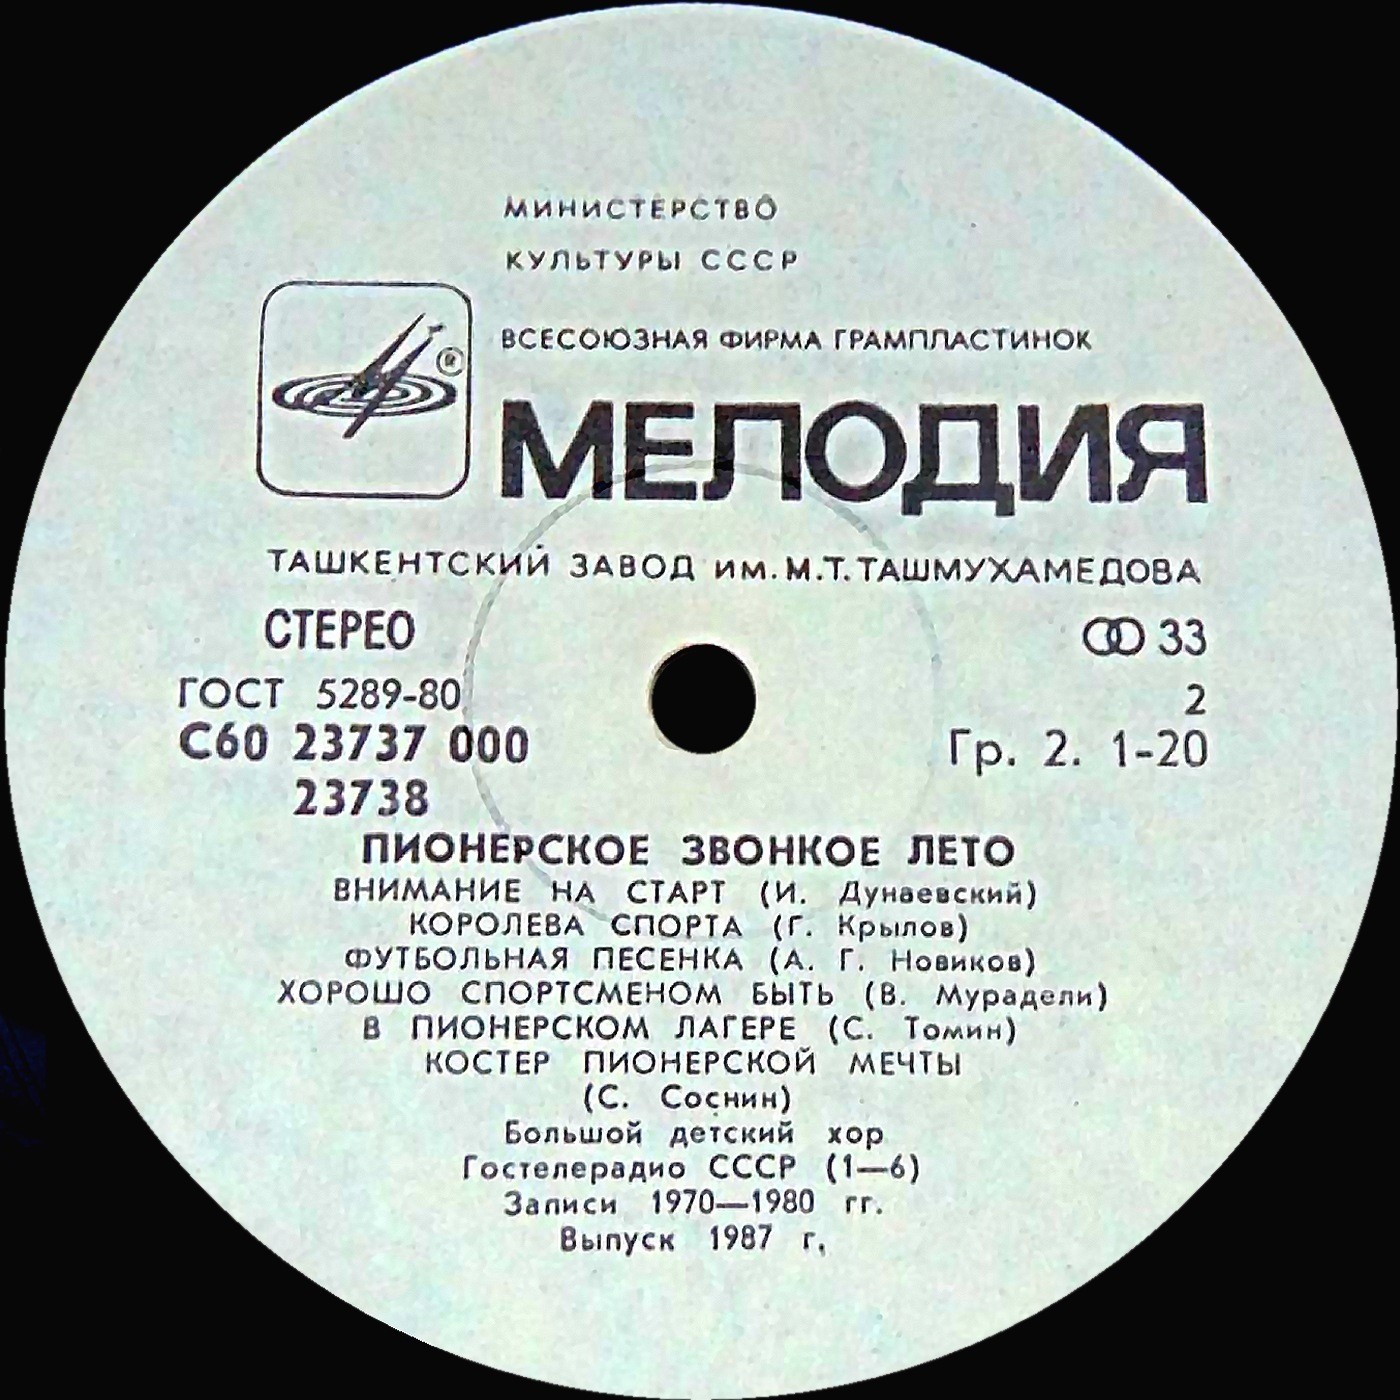 МИНИСТЕРСТВО
КУЛЬТУРЫ СССР
ВСЕСОЮЗНАЯ ФИРМА ГРАМПЛАСТИНОК
®
МЕЛОДИЯ
ТАШКЕНТСКИЙ ЗАВОД им. М.Т. ТАШМУХАМЕДОВА
СТЕРЕО 33
ГОСТ 5289-80 2
С60 23737 000 Гр. 2. 1-20
23738
ПИОНЕРСКОЕ ЗВОНКОЕ ЛЕТО
ВНИМАНИЕ НА СТАРТ (И. Дунаевский)
КОРОЛЕВА СПОРТА (Г. Крылов)
ФУТБОЛЬНАЯ ПЕСЕНКА (А. Г. Новиков)
ХОРОШО СПОРТСМЕНОМ БЫТЬ (В. Мурадели)
В ПИОНЕРСКОМ ЛАГЕРЕ (С. Томин)
КОСТЕР ПИОНЕРСКОЙ МЕЧТЫ
(С. Соснин)
Большой детский хор
Гостелерадио СССР (1—6)
Записи 1970—1980 гг.
Выпуск 1987 г.